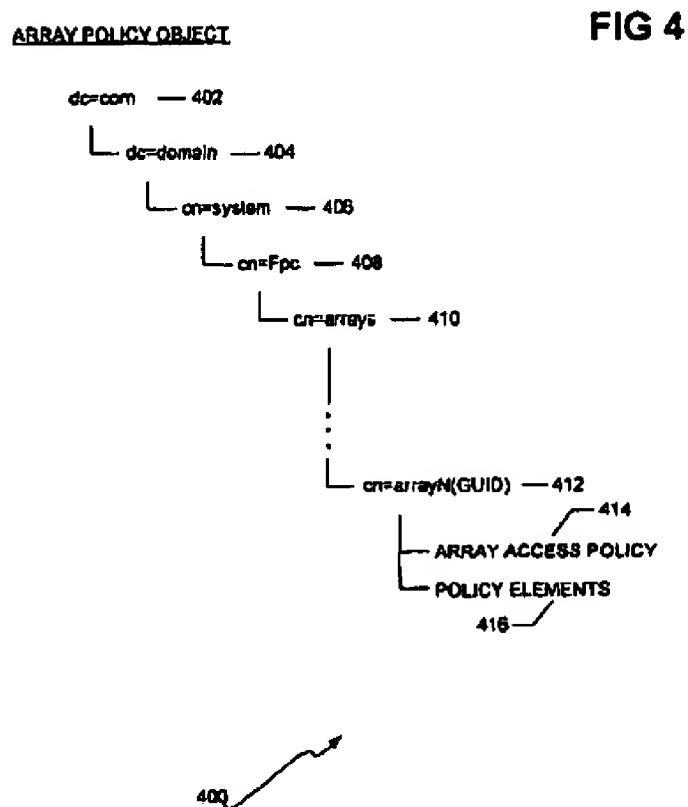 FIG 4
ARRAY POLICY OBJECT
dc=com — 402
dc=domain — 404
cn=system — 406
cn=Fpc — 408
cn=arrays — 410
cn=arrayN(GUID) — 412
414
ARRAY ACCESS POLICY
POLICY ELEMENTS
416
400